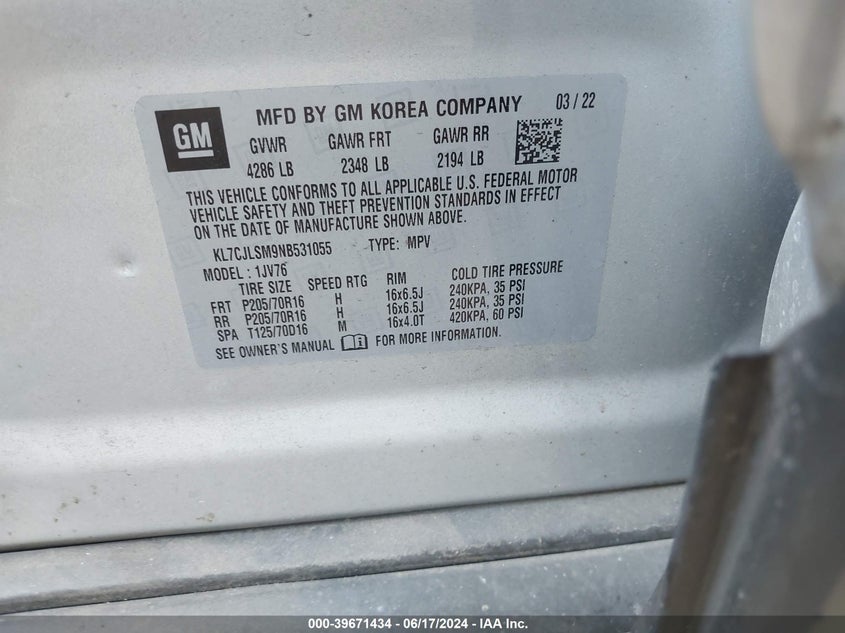 GM
MFD BY GM KOREA COMPANY 03 / 22
GVWR GAWR FRT GAWR RR
4286 LB 2348 LB 2194 LB
THIS VEHICLE CONFORMS TO ALL APPLICABLE U.S. FEDERAL MOTOR
VEHICLE SAFETY AND THEFT PREVENTION STANDARDS IN EFFECT
ON THE DATE OF MANUFACTURE SHOWN ABOVE.
KL7CJLSM9NB531055 TYPE: MPV
MODEL : 1JV76
TIRE SIZE SPEED RTG RIM COLD TIRE PRESSURE
FRT P205/70R16 H 16x6.5J 240KPA, 35 PSI
RR P205/70R16 H 16x6.5J 240KPA, 35 PSI
SPA T125/70D16 M 16x4.0T 420KPA, 60 PSI
SEE OWNER'S MANUAL FOR MORE INFORMATION.
000-39671434 / 06/17/2024 - IAA Inc.